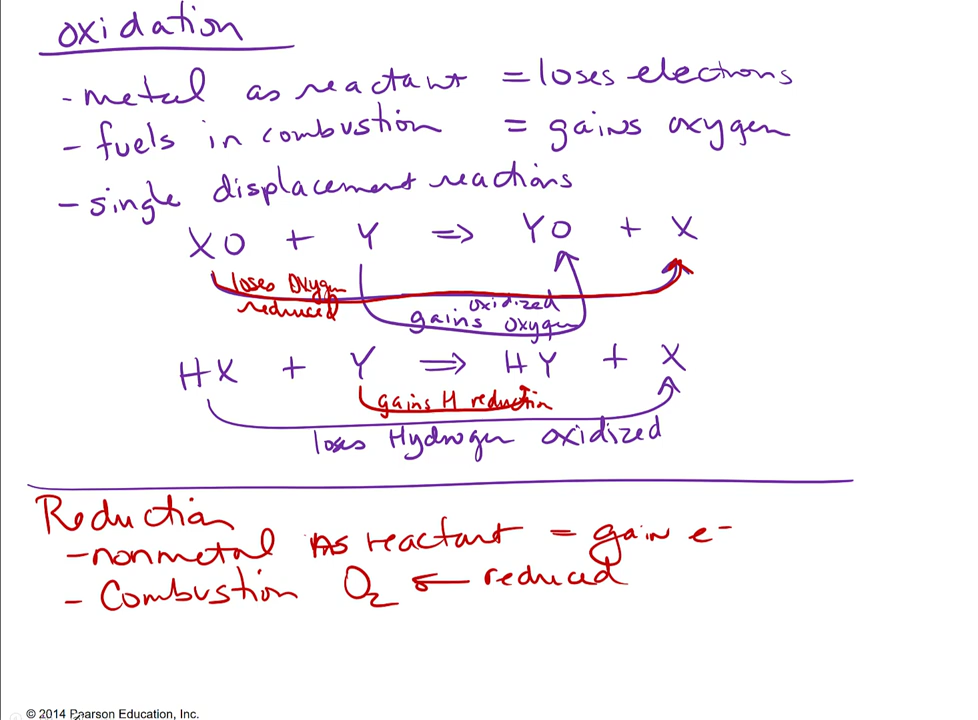 oxidation
- metal as reactant = loses electrons
- fuels in combustion = gains oxygen
- single displacement reactions
XO + Y => YO + X
loses Oxygen
reduced
oxidized
gains oxygen
HX + Y => HY + X
gains H reduction
loses Hydrogen oxidized
Reduction
- nonmetal As reactant = gain e-
- Combustion O2 ← reduced
© 2014 Pearson Education, Inc.